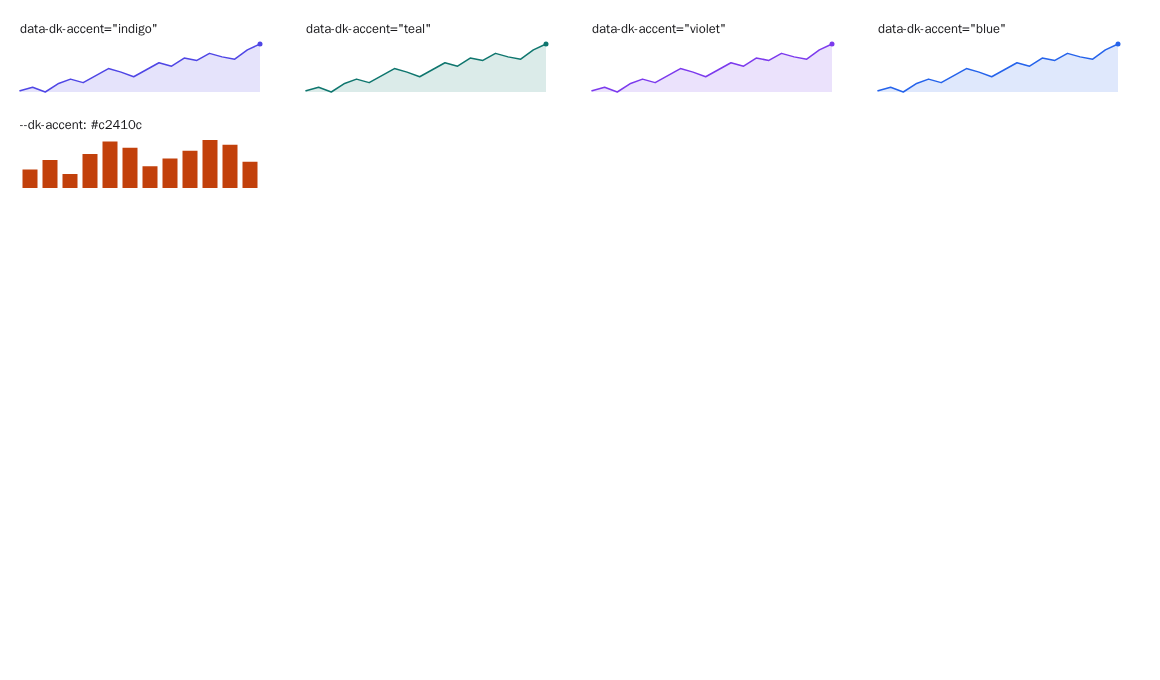 data-dk-accent="indigo"
data-dk-accent="teal"
data-dk-accent="violet"
data-dk-accent="blue"
--dk-accent: #c2410c